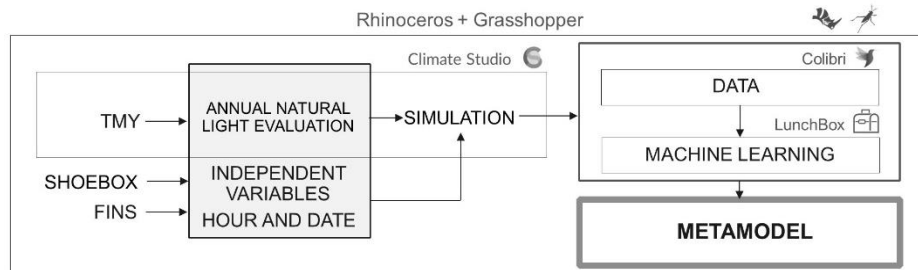 Rhinoceros + Grasshopper
Climate Studio
Colibri
DATA
LunchBox
MACHINE LEARNING
METAMODEL
TMY
ANNUAL NATURAL
LIGHT EVALUATION
SIMULATION
SHOEBOX
FINS
INDEPENDENT
VARIABLES
HOUR AND DATE